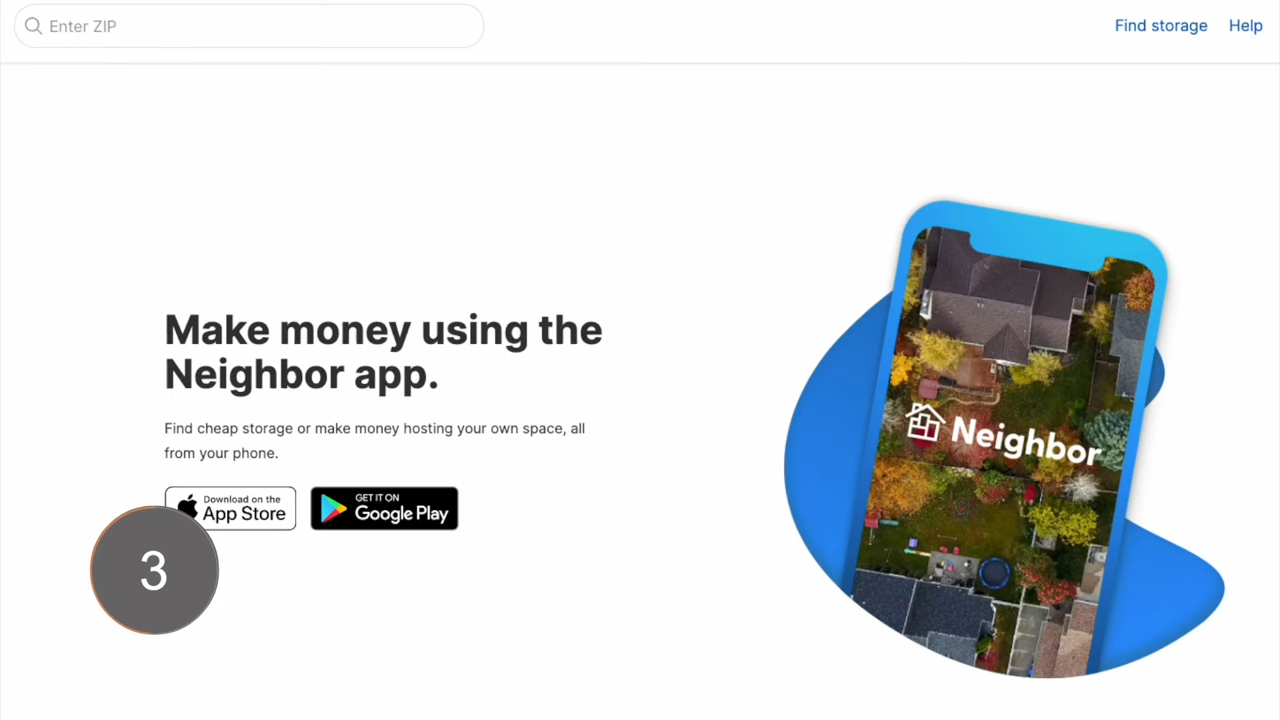 Enter ZIP
Find storage
Help
Make money using the
Neighbor app.
Find cheap storage or make money hosting your own space, all
from your phone.
Download on the
App Store
GET IT ON
Google Play
3
Neighbor